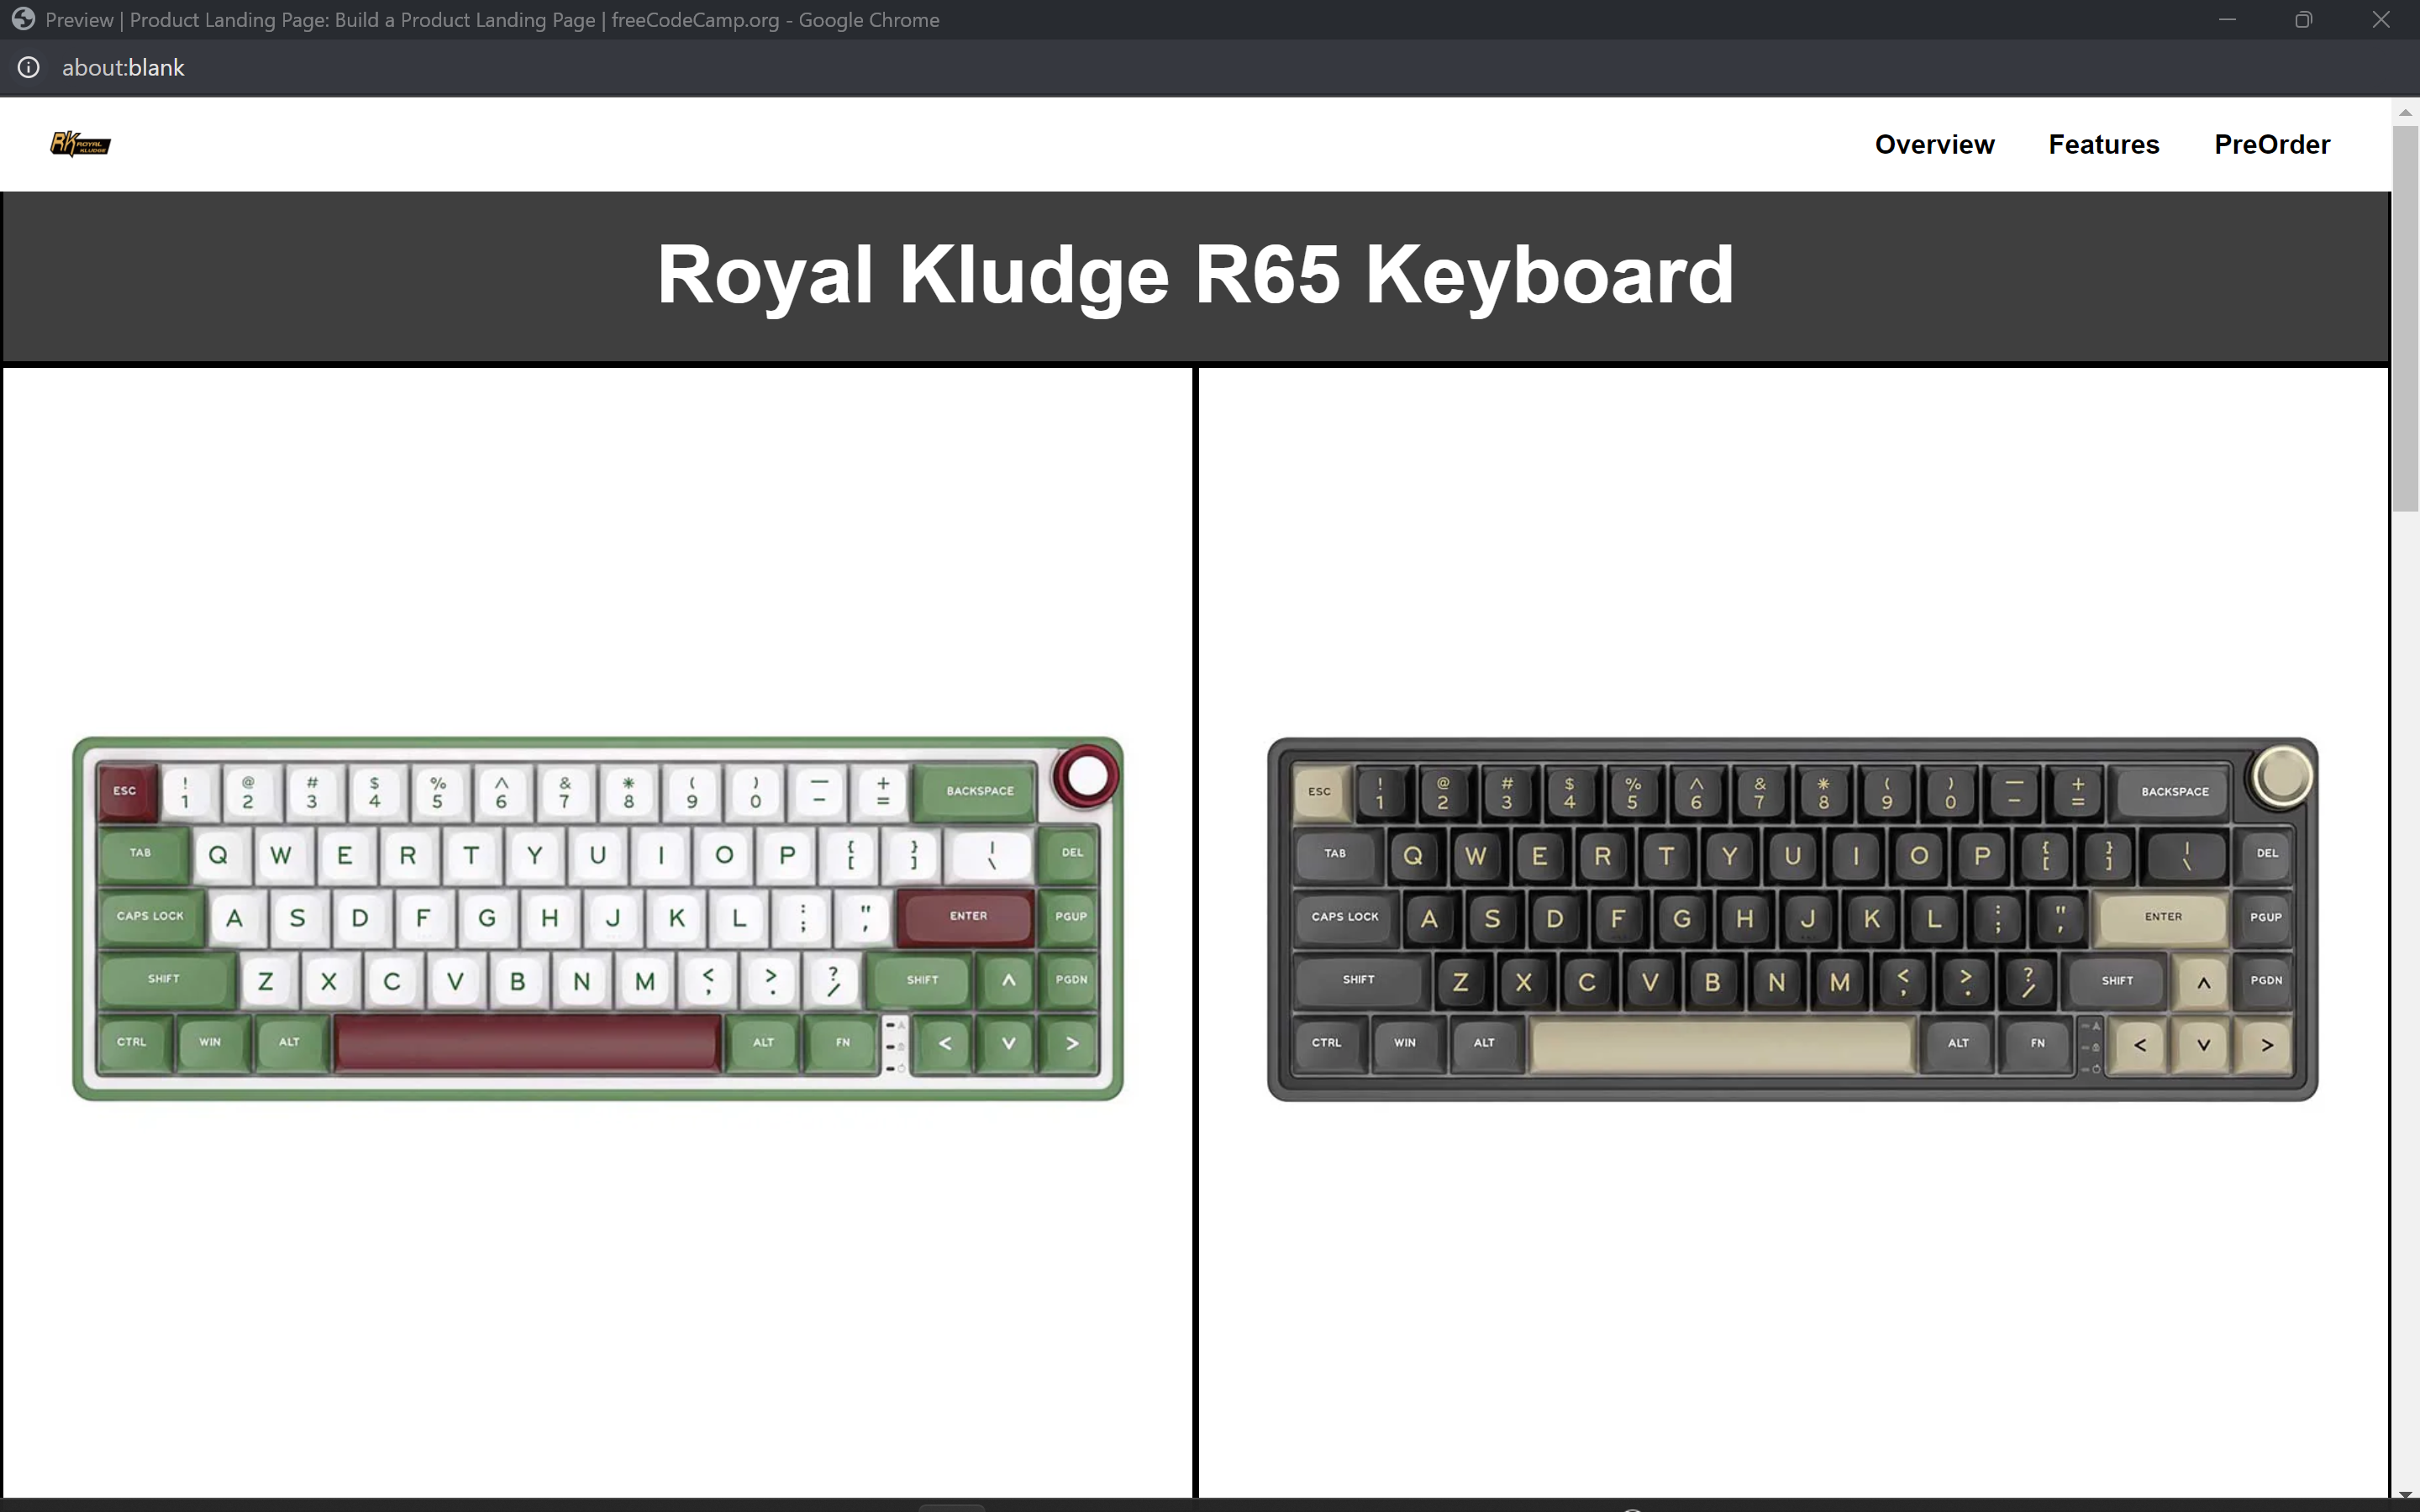 Preview | Product Landing Page: Build a Product Landing Page | freeCodeCamp.org - Google Chrome
about:blank
RK ROYAL KLUDGE
Overview Features PreOrder
Royal Kludge R65 Keyboard
ESC ! 1 @ 2 # 3 $ 4 % 5 ^ 6 & 7 * 8 ( 9 ) 0 — - + = BACKSPACE
TAB Q W E R T Y U I O P { [ } ] | \ DEL
CAPS LOCK A S D F G H J K L : ; " , ENTER PGUP
SHIFT Z X C V B N M < , > . ? / SHIFT ^ PGDN
CTRL WIN ALT ALT FN < v >
ESC ! 1 @ 2 # 3 $ 4 % 5 ^ 6 & 7 * 8 ( 9 ) 0 — - + = BACKSPACE
TAB Q W E R T Y U I O P { [ } ] | \ DEL
CAPS LOCK A S D F G H J K L : ; " , ENTER PGUP
SHIFT Z X C V B N M < , > . ? / SHIFT ^ PGDN
CTRL WIN ALT ALT FN < v >